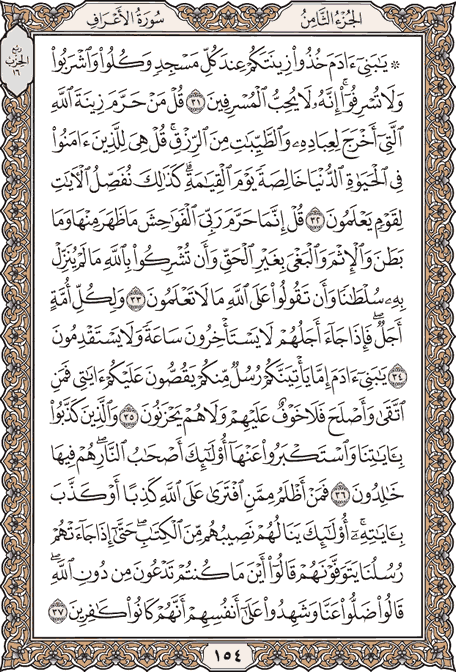 الجزء الثامن
سورة الأعراف
ربع
الحزب
١٦
۞ يَـٰبَنِىٓ ءَادَمَ خُذُوا۟ زِينَتَكُمْ عِندَ كُلِّ مَسْجِدٍ وَكُلُوا۟ وَٱشْرَبُوا۟
وَلَا تُسْرِفُوٓا۟ ۚ إِنَّهُۥ لَا يُحِبُّ ٱلْمُسْرِفِينَ ٣١ قُلْ مَنْ حَرَّمَ زِينَةَ ٱللَّهِ
ٱلَّتِىٓ أَخْرَجَ لِعِبَادِهِۦ وَٱلطَّيِّبَـٰتِ مِنَ ٱلرِّزْقِ ۚ قُلْ هِىَ لِلَّذِينَ ءَامَنُوا۟
فِى ٱلْحَيَوٰةِ ٱلدُّنْيَا خَالِصَةً يَوْمَ ٱلْقِيَـٰمَةِ ۗ كَذَٰلِكَ نُفَصِّلُ ٱلْـَٔايَـٰتِ
لِقَوْمٍ يَعْلَمُونَ ٣٢ قُلْ إِنَّمَا حَرَّمَ رَبِّىَ ٱلْفَوَٰحِشَ مَا ظَهَرَ مِنْهَا وَمَا
بَطَنَ وَٱلْإِثْمَ وَٱلْبَغْىَ بِغَيْرِ ٱلْحَقِّ وَأَن تُشْرِكُوا۟ بِٱللَّهِ مَا لَمْ يُنَزِّلْ
بِهِۦ سُلْطَـٰنًا وَأَن تَقُولُوا۟ عَلَى ٱللَّهِ مَا لَا تَعْلَمُونَ ٣٣ وَلِكُلِّ أُمَّةٍ
أَجَلٌ ۖ فَإِذَا جَآءَ أَجَلُهُمْ لَا يَسْتَأْخِرُونَ سَاعَةً ۖ وَلَا يَسْتَقْدِمُونَ
٣٤ يَـٰبَنِىٓ ءَادَمَ إِمَّا يَأْتِيَنَّكُمْ رُسُلٌ مِّنكُمْ يَقُصُّونَ عَلَيْكُمْ ءَايَـٰتِى ۙ فَمَنِ
ٱتَّقَىٰ وَأَصْلَحَ فَلَا خَوْفٌ عَلَيْهِمْ وَلَا هُمْ يَحْزَنُونَ ٣٥ وَٱلَّذِينَ كَذَّبُوا۟
بِـَٔايَـٰتِنَا وَٱسْتَكْبَرُوا۟ عَنْهَآ أُو۟لَـٰٓئِكَ أَصْحَـٰبُ ٱلنَّارِ ۖ هُمْ فِيهَا
خَـٰلِدُونَ ٣٦ فَمَنْ أَظْلَمُ مِمَّنِ ٱفْتَرَىٰ عَلَى ٱللَّهِ كَذِبًا أَوْ كَذَّبَ
بِـَٔايَـٰتِهِۦٓ ۚ أُو۟لَـٰٓئِكَ يَنَالُهُمْ نَصِيبُهُم مِّنَ ٱلْكِتَـٰبِ ۖ حَتَّىٰٓ إِذَا جَآءَتْهُمْ
رُسُلُنَا يَتَوَفَّوْنَهُمْ قَالُوٓا۟ أَيْنَ مَا كُنتُمْ تَدْعُونَ مِن دُونِ ٱللَّهِ ۖ
قَالُوا۟ ضَلُّوا۟ عَنَّا وَشَهِدُوا۟ عَلَىٰٓ أَنفُسِهِمْ أَنَّهُمْ كَانُوا۟ كَـٰفِرِينَ ٣٧
١٥٤